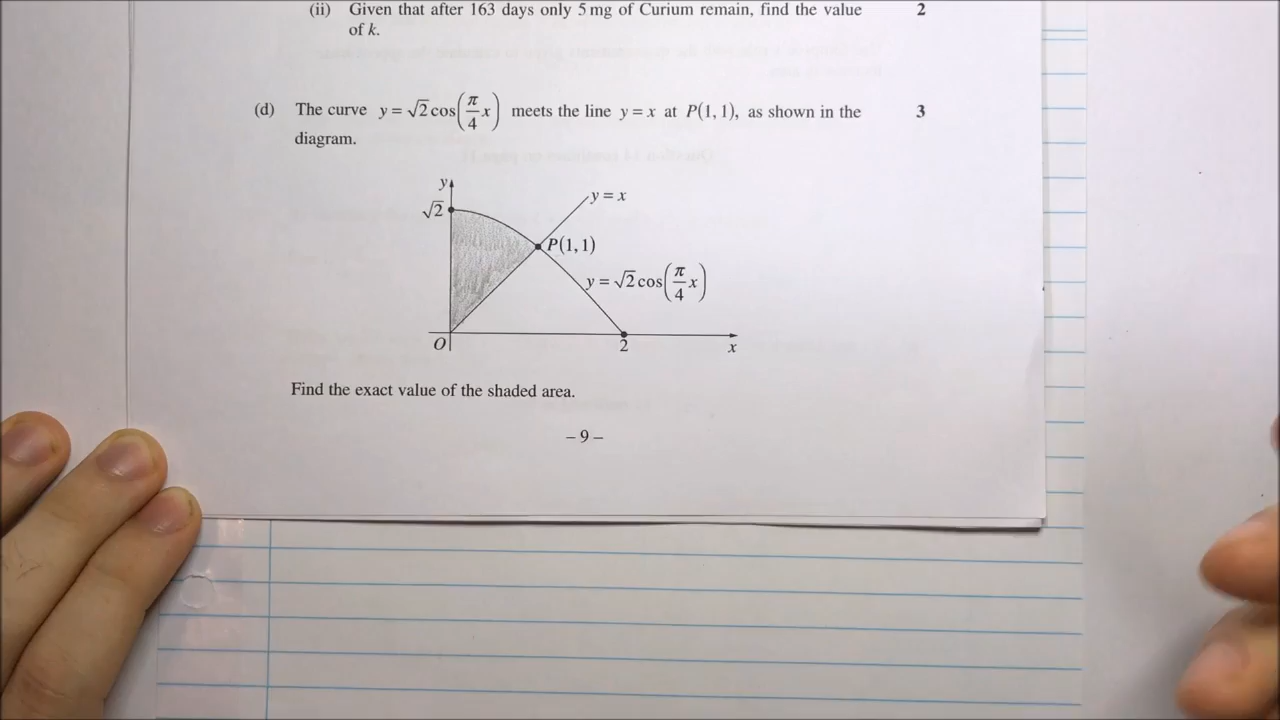 (ii) Given that after 163 days only 5 mg of Curium remain, find the value 2
of k.
(d) The curve y = √2 cos(π/4 x) meets the line y = x at P(1, 1), as shown in the 3
diagram.
y
√2
y = x
P(1, 1)
y = √2 cos(π/4 x)
O 2 x
Find the exact value of the shaded area.
– 9 –